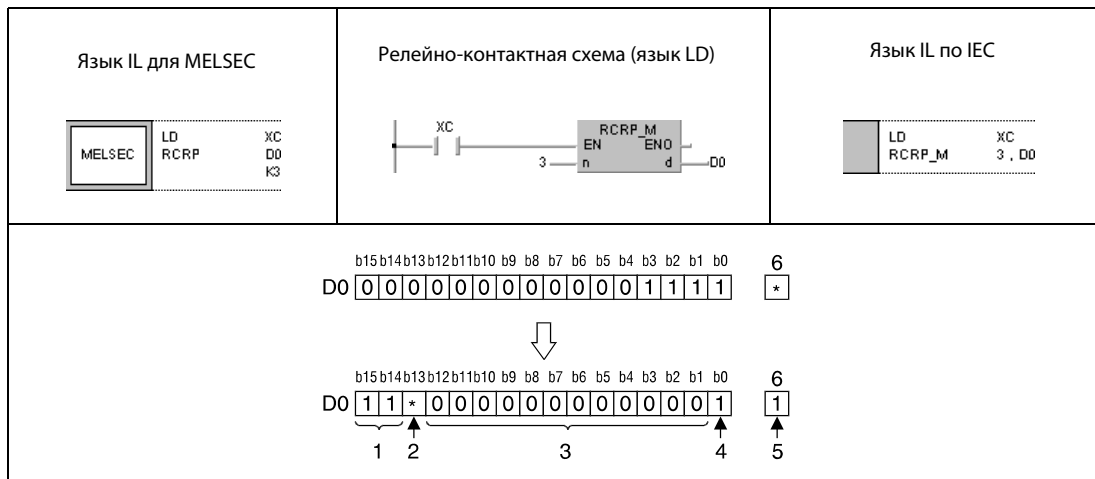 Язык IL для MELSEC
Релейно-контактная схема (язык LD)
Язык IL по IEC
MELSEC
LD XC
RCRP D0
K3
XC
RCRP_M
EN ENO
3 n d D0
LD XC
RCRP_M 3 , D0
b15 b14 b13 b12 b11 b10 b9 b8 b7 b6 b5 b4 b3 b2 b1 b0 6
D0 0 0 0 0 0 0 0 0 0 0 0 0 1 1 1 1 *
b15 b14 b13 b12 b11 b10 b9 b8 b7 b6 b5 b4 b3 b2 b1 b0 6
D0 1 1 * 0 0 0 0 0 0 0 0 0 0 0 0 1 1
1 2 3 4 5